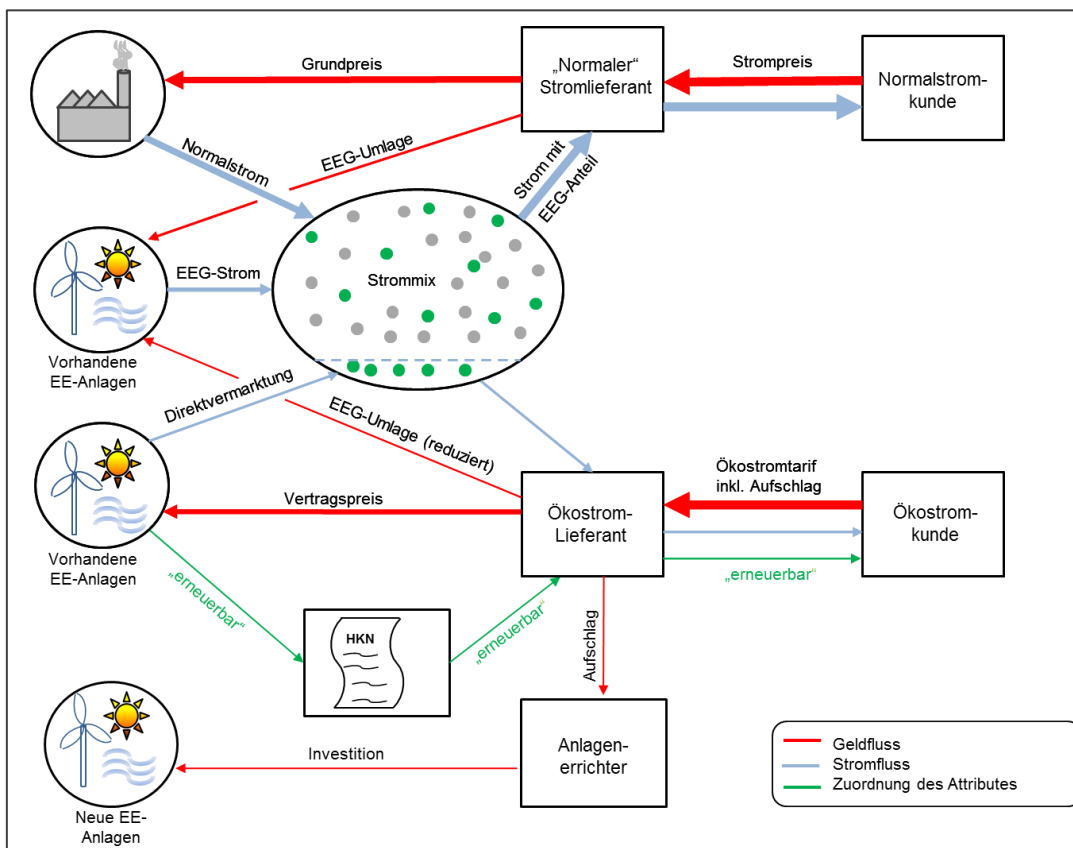 Grundpreis
„Normaler“
Stromlieferant
Strompreis
Normalstrom-
kunde
Normalstrom
EEG-Umlage
Strom mit
EEG-Anteil
EEG-Strom
Strommix
Vorhandene
EE-Anlagen
Direktvermarktung
EEG-Umlage (reduziert)
Vertragspreis
Ökostrom-
Lieferant
Ökostromtarif
inkl. Aufschlag
Ökostrom-
kunde
„erneuerbar“
Vorhandene
EE-Anlagen
„erneuerbar“
HKN
„erneuerbar“
Aufschlag
Investition
Anlagen-
errichter
Neue EE-
Anlagen
Geldfluss
Stromfluss
Zuordnung des Attributes